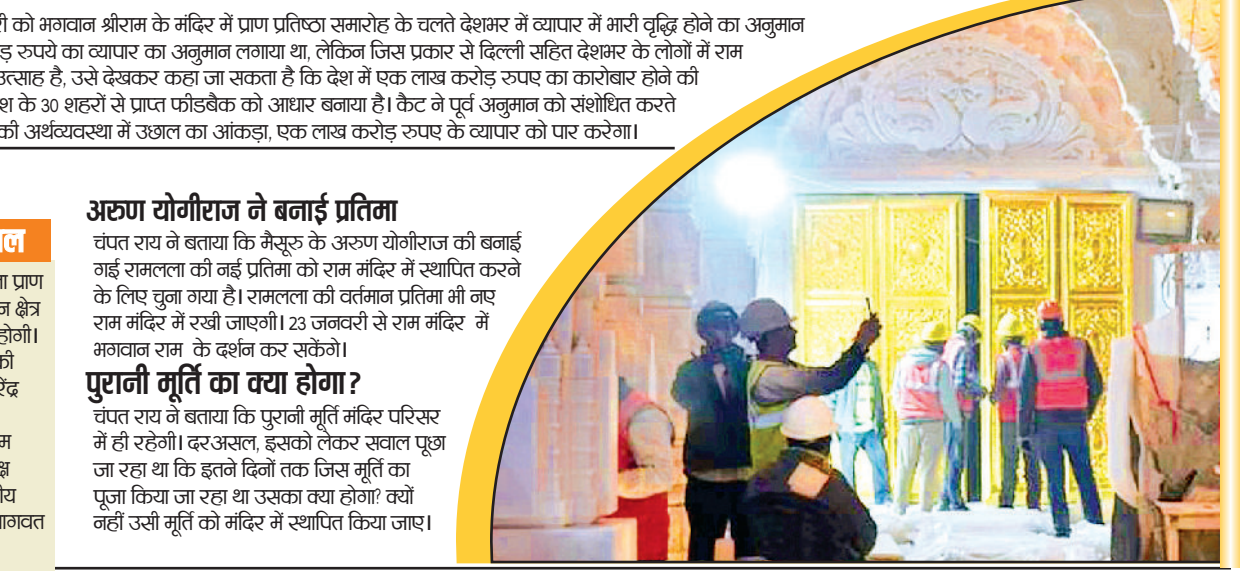 री को भगवान श्रीराम के मंदिर में प्राण प्रतिष्ठा समारोह के चलते देशभर में व्यापार में भारी वृद्धि होने का अनुमान
ड़ रुपये का व्यापार का अनुमान लगाया था, लेकिन जिस प्रकार से दिल्ली सहित देशभर के लोगों में राम
उत्साह है, उसे देखकर कहा जा सकता है कि देश में एक लाख करोड़ रुपए का कारोबार होने की
श के 30 शहरों से प्राप्त फीडबैक को आधार बनाया है। कैट ने पूर्व अनुमान को संशोधित करते
की अर्थव्यवस्था में उछाल का आंकड़ा, एक लाख करोड़ रुपए के व्यापार को पार करेगा।
ल
ा प्राण
न क्षेत्र
होगी।
की
रेंद्र
म
क्ष
ीय
ागवत
अरुण योगीराज ने बनाई प्रतिमा
चंपत राय ने बताया कि मैसूरु के अरुण योगीराज की बनाई
गई रामलला की नई प्रतिमा को राम मंदिर में स्थापित करने
के लिए चुना गया है। रामलला की वर्तमान प्रतिमा भी नए
राम मंदिर में रखी जाएगी। 23 जनवरी से राम मंदिर में
भगवान राम के दर्शन कर सकेंगे।
पुरानी मूर्ति का क्या होगा?
चंपत राय ने बताया कि पुरानी मूर्ति मंदिर परिसर
में ही रहेगी। दरअसल, इसको लेकर सवाल पूछा
जा रहा था कि इतने दिनों तक जिस मूर्ति का
पूजा किया जा रहा था उसका क्या होगा? क्यों
नहीं उसी मूर्ति को मंदिर में स्थापित किया जाए।